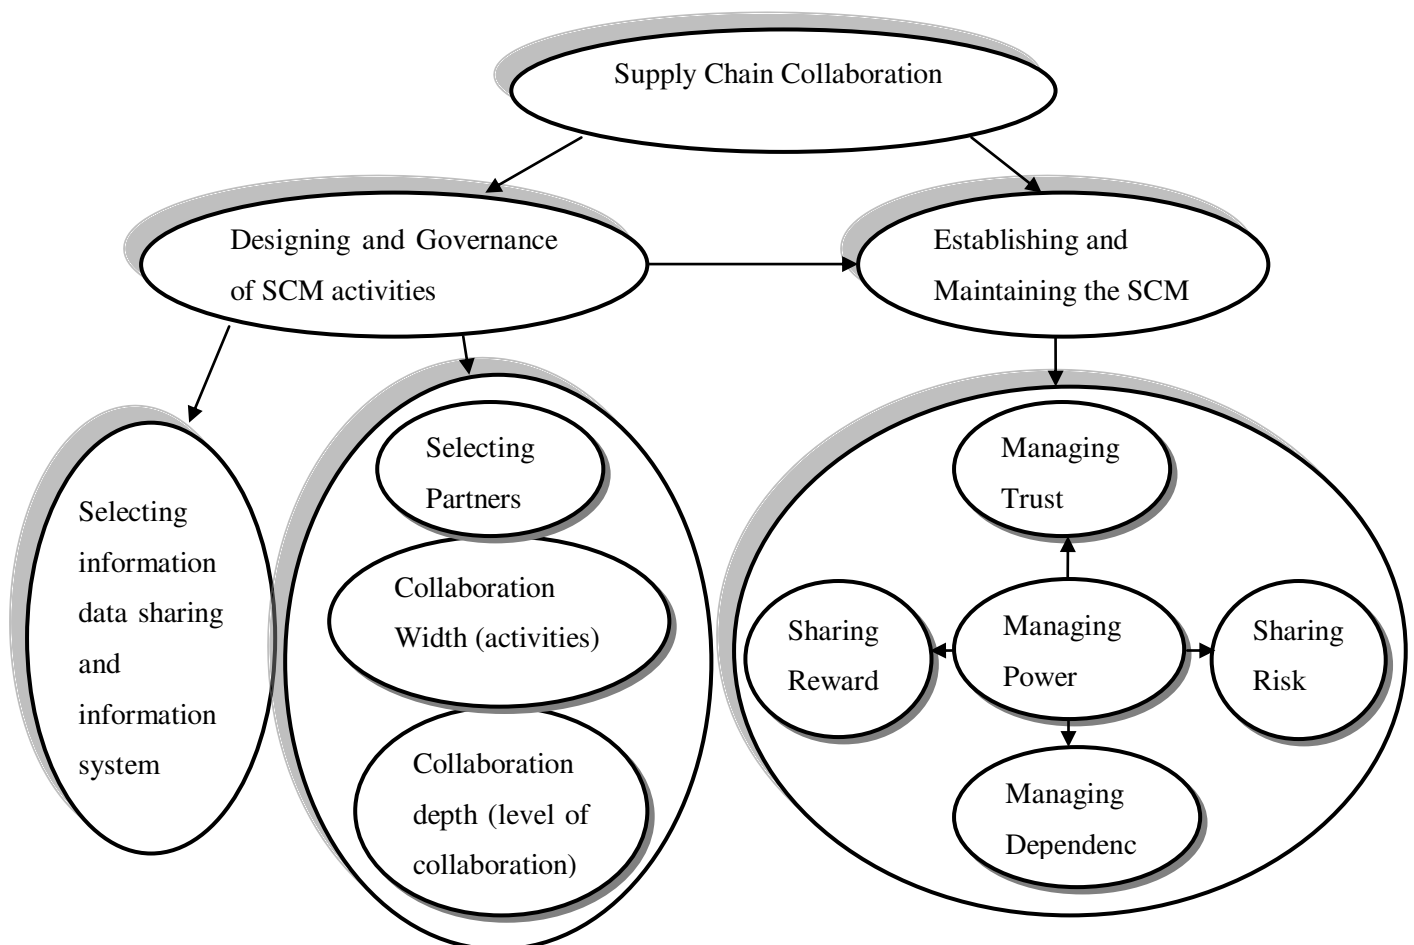 Supply Chain Collaboration
Designing and Governance
of SCM activities
Establishing and
Maintaining the SCM
Selecting
information
data sharing
and
information
system
Selecting
Partners
Collaboration
Width (activities)
Collaboration
depth (level of
collaboration)
Managing
Trust
Sharing
Reward
Managing
Power
Sharing
Risk
Managing
Dependenc